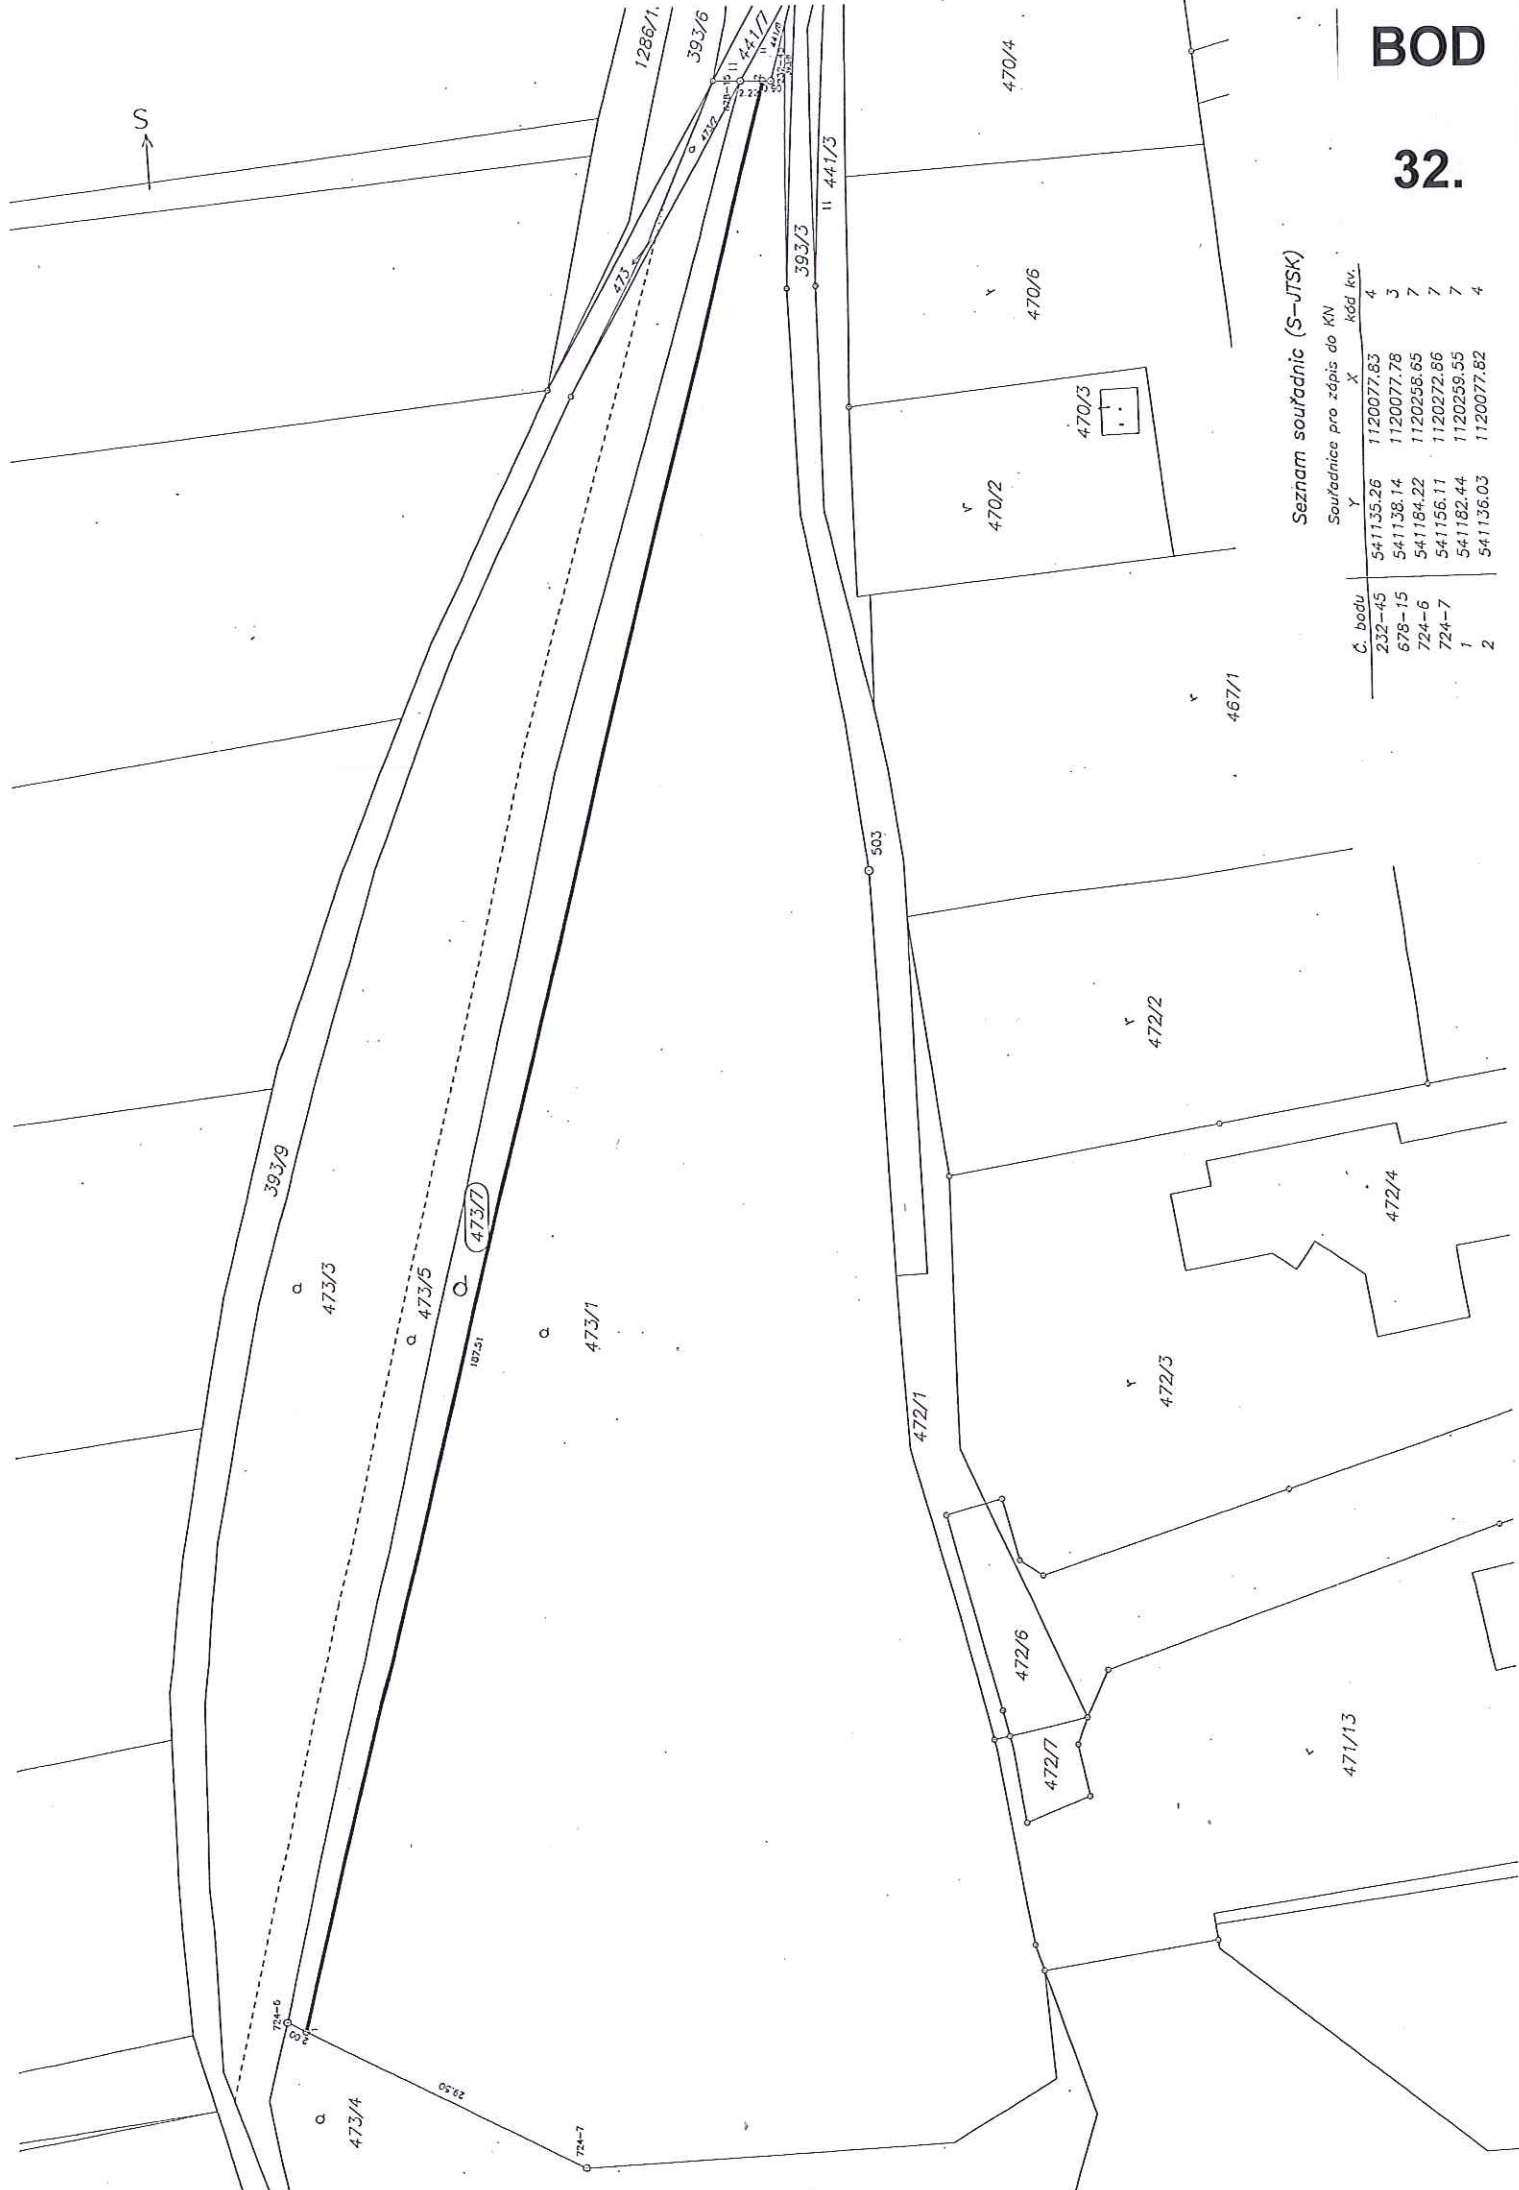 BOD
32.
Seznam souřadnic (S-JTSK)
Souřadnice pro zápis do KN
Č. bodu Y X kód kv.
232-45 541135.26 1120077.83 4
678-15 541138.14 1120077.78 3
724-6 541184.22 1120258.65 7
724-7 541156.11 1120272.86 7
1 541182.44 1120259.55 7
2 541136.03 1120077.82 4
S
393/6
441/7
470/4
473/2
441/3
393/3
473
470/6
470/3
470/2
467/1
503
472/2
393/9
473/7
472/4
473/3
473/5
473/1
187.51
472/3
472/1
472/6
472/7
471/13
724-6
1
29.50
473/4
724-7